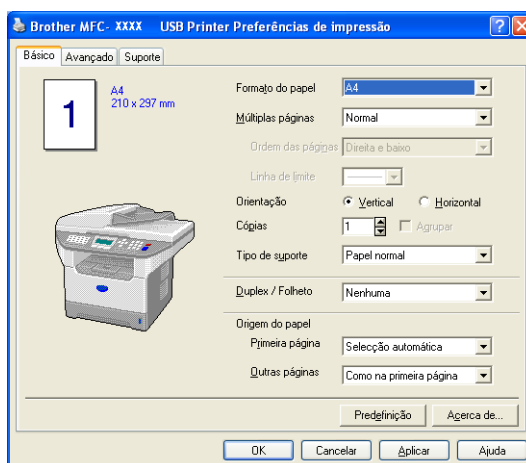 Brother MFC- XXXX USB Printer Preferências de impressão
Básico Avançado Suporte
1
A4
210 x 297 mm
Formato do papel A4
Múltiplas páginas Normal
Ordem das páginas Direita e baixo
Linha de limite
Orientação Vertical Horizontal
Cópias 1 Agrupar
Tipo de suporte Papel normal
Duplex / Folheto Nenhuma
Origem do papel
Primeira página Selecção automática
Outras páginas Como na primeira página
Predefinição Acerca de...
OK Cancelar Aplicar Ajuda